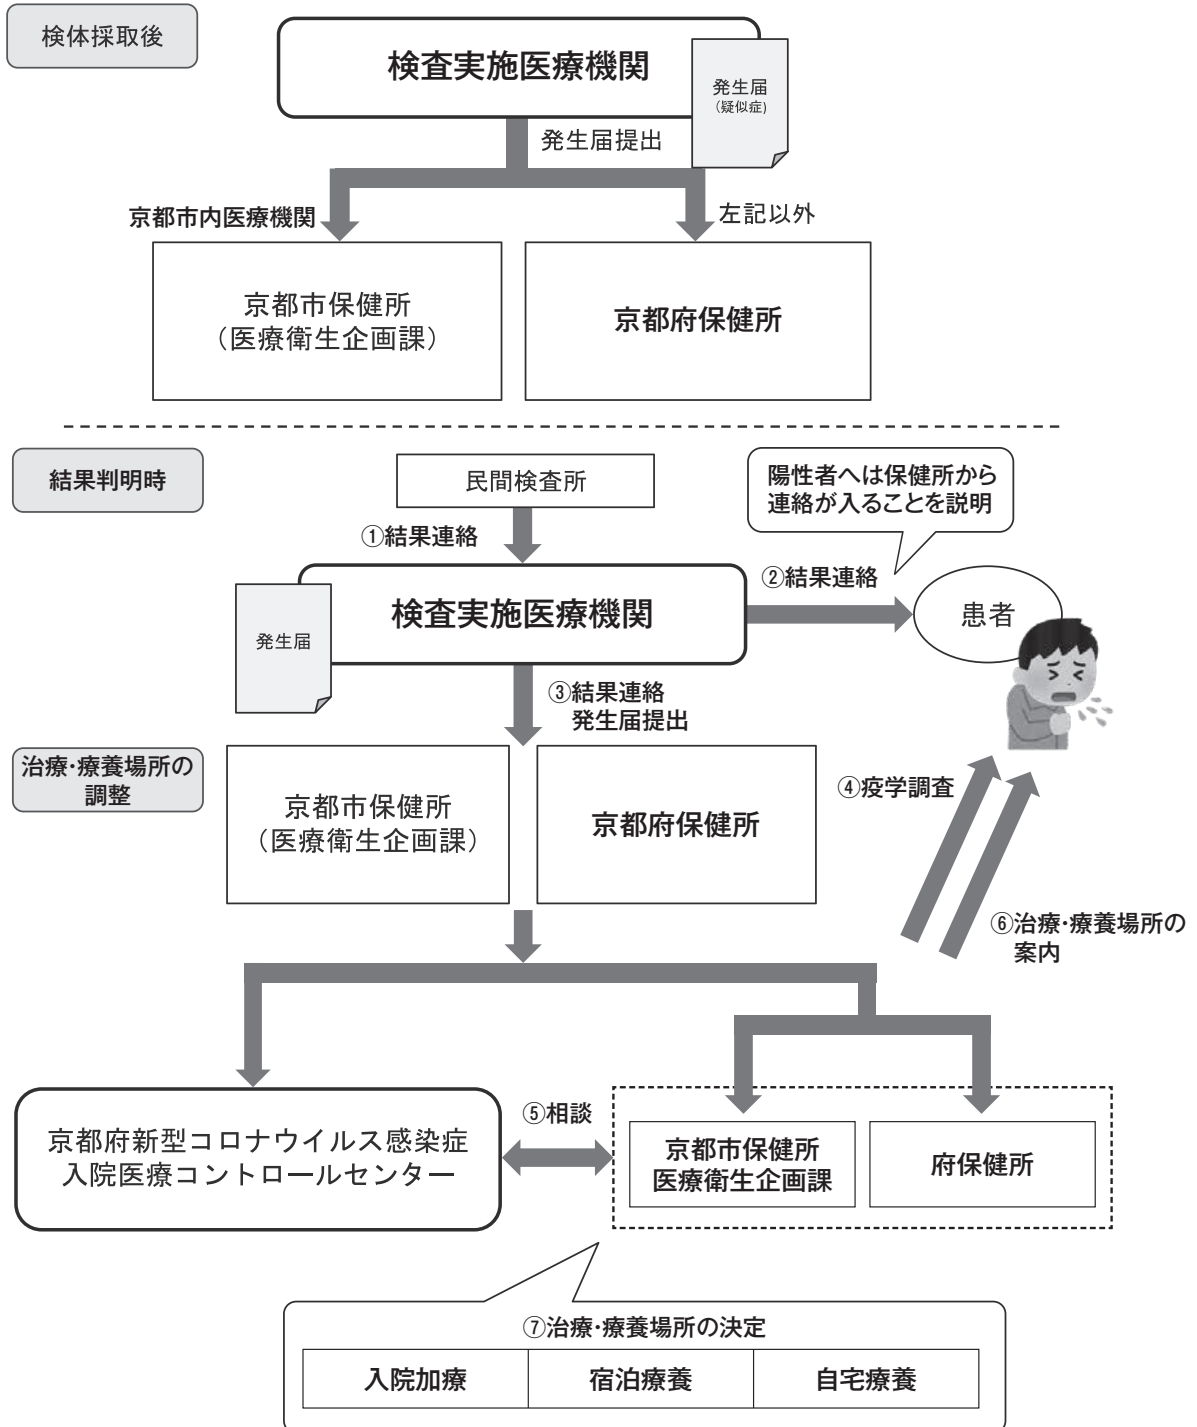 検体採取後
検査実施医療機関
発生届
（疑似症）
発生届提出
京都市内医療機関
左記以外
京都市保健所
（医療衛生企画課）
京都府保健所
結果判明時
民間検査所
陽性者へは保健所から
連絡が入ることを説明
①結果連絡
②結果連絡
検査実施医療機関
発生届
患者
③結果連絡
発生届提出
治療・療養場所の
調整
京都市保健所
（医療衛生企画課）
京都府保健所
④疫学調査
⑥治療・療養場所の
案内
京都府新型コロナウイルス感染症
入院医療コントロールセンター
⑤相談
京都市保健所
医療衛生企画課
府保健所
⑦治療・療養場所の決定
入院加療
宿泊療養
自宅療養